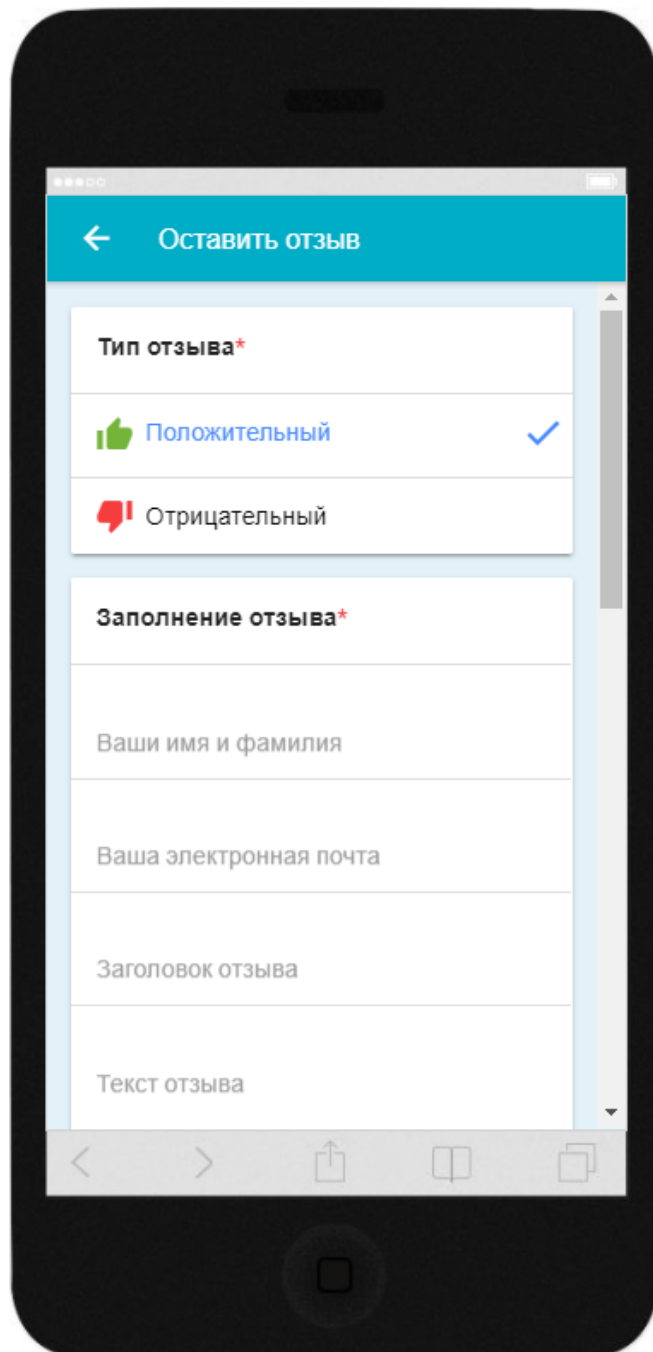 Оставить отзыв
Тип отзыва*
Положительный
Отрицательный
Заполнение отзыва*
Ваши имя и фамилия
Ваша электронная почта
Заголовок отзыва
Текст отзыва